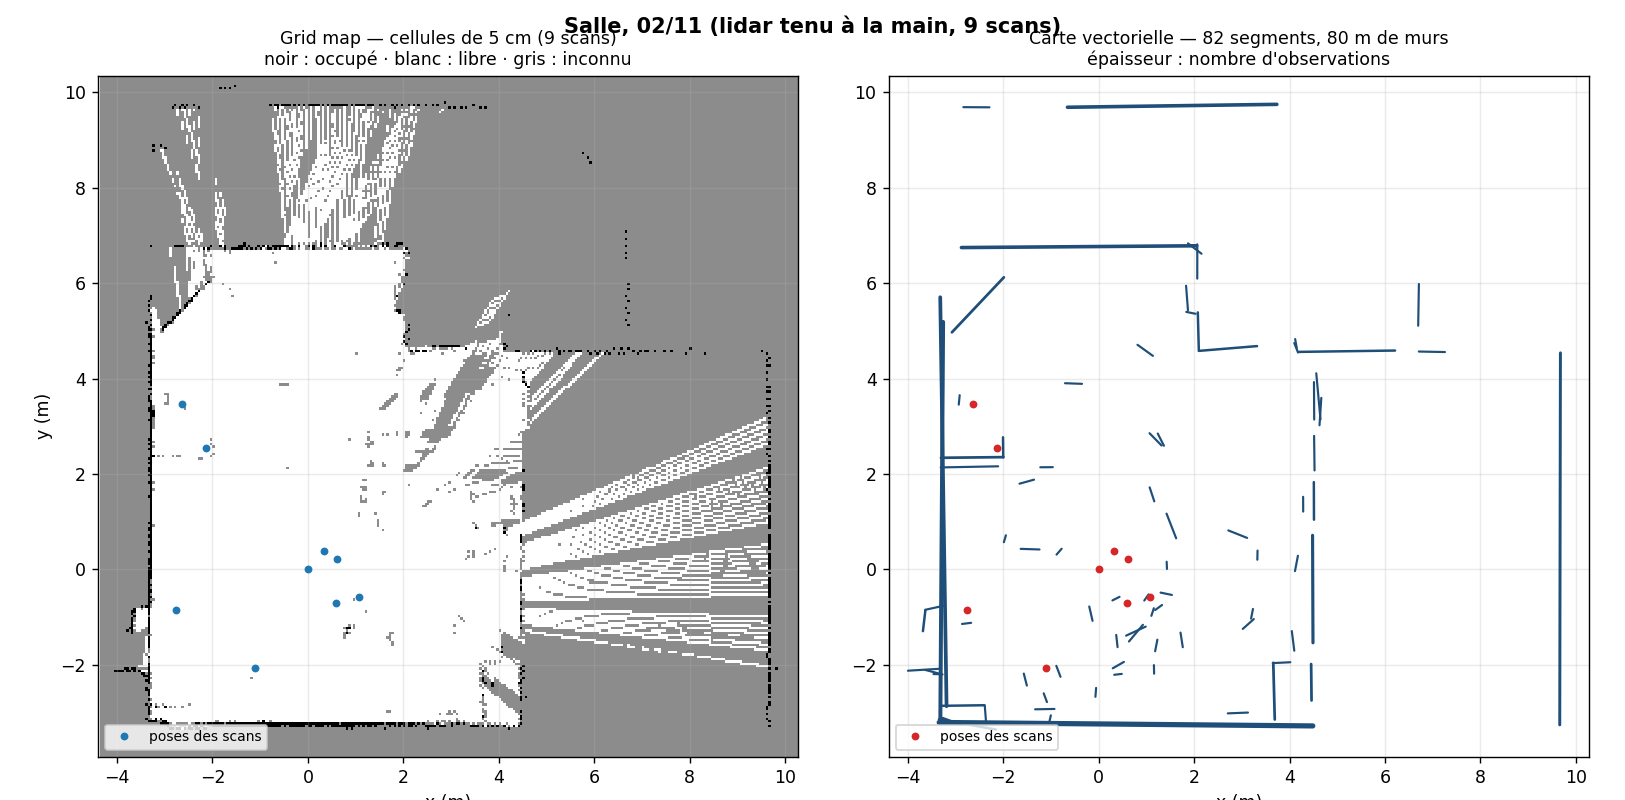 Salle, 02/11 (lidar tenu à la main, 9 scans)
Grid map — cellules de 5 cm (9 scans)
noir : occupé · blanc : libre · gris : inconnu
Carte vectorielle — 82 segments, 80 m de murs
épaisseur : nombre d'observations
10
8
6
4
2
0
−2
y (m)
poses des scans
−4 −2 0 2 4 6 8 10
x (m)
10
8
6
4
2
0
−2
poses des scans
−4 −2 0 2 4 6 8 10
x (m)